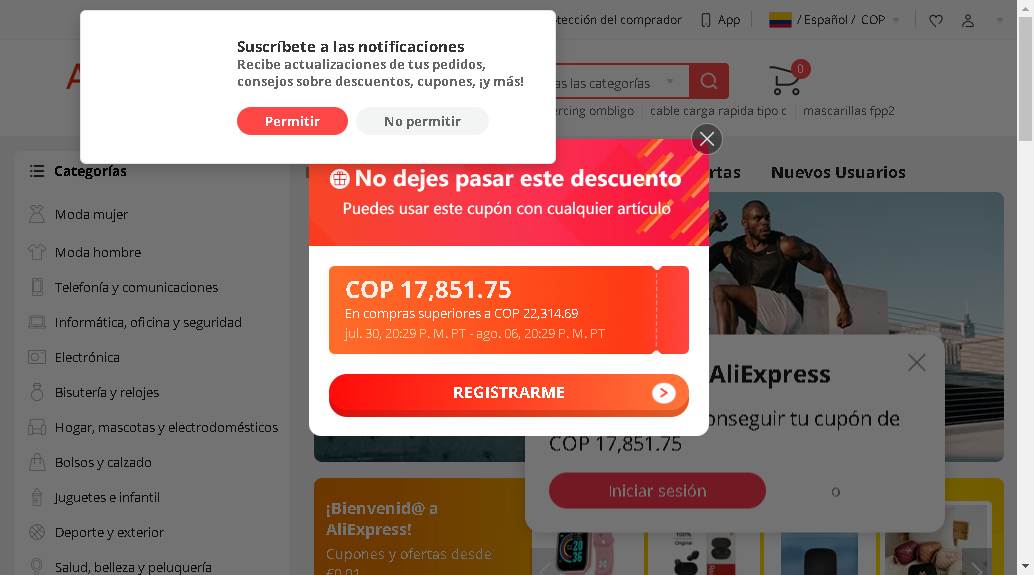 Suscríbete a las notificaciones
Recibe actualizaciones de tus pedidos,
consejos sobre descuentos, cupones, ¡y más!
Permitir
No permitir
del comprador
App
/ Español / COP
las categorías
0
ombligo
cable carga rapida tipo c
mascarillas fpp2
Categorías
Nuevos Usuarios
Moda mujer
Moda hombre
Telefonía y comunicaciones
Informática, oficina y seguridad
Electrónica
Bisutería y relojes
Hogar, mascotas y electrodomésticos
Bolsos y calzado
Juguetes e infantil
Deporte y exterior
Salud, belleza y peluquería
No dejes pasar este descuento
Puedes usar este cupón con cualquier artículo
COP 17,851.75
En compras superiores a COP 22,314.69
jul. 30, 20:29 P. M. PT - ago. 06, 20:29 P. M. PT
REGISTRARME
AliExpress
tu cupón de
COP 17,851.75
Iniciar sesión
o
¡Bienvenid@ a
AliExpress!
Cupones y ofertas desde
€0,01